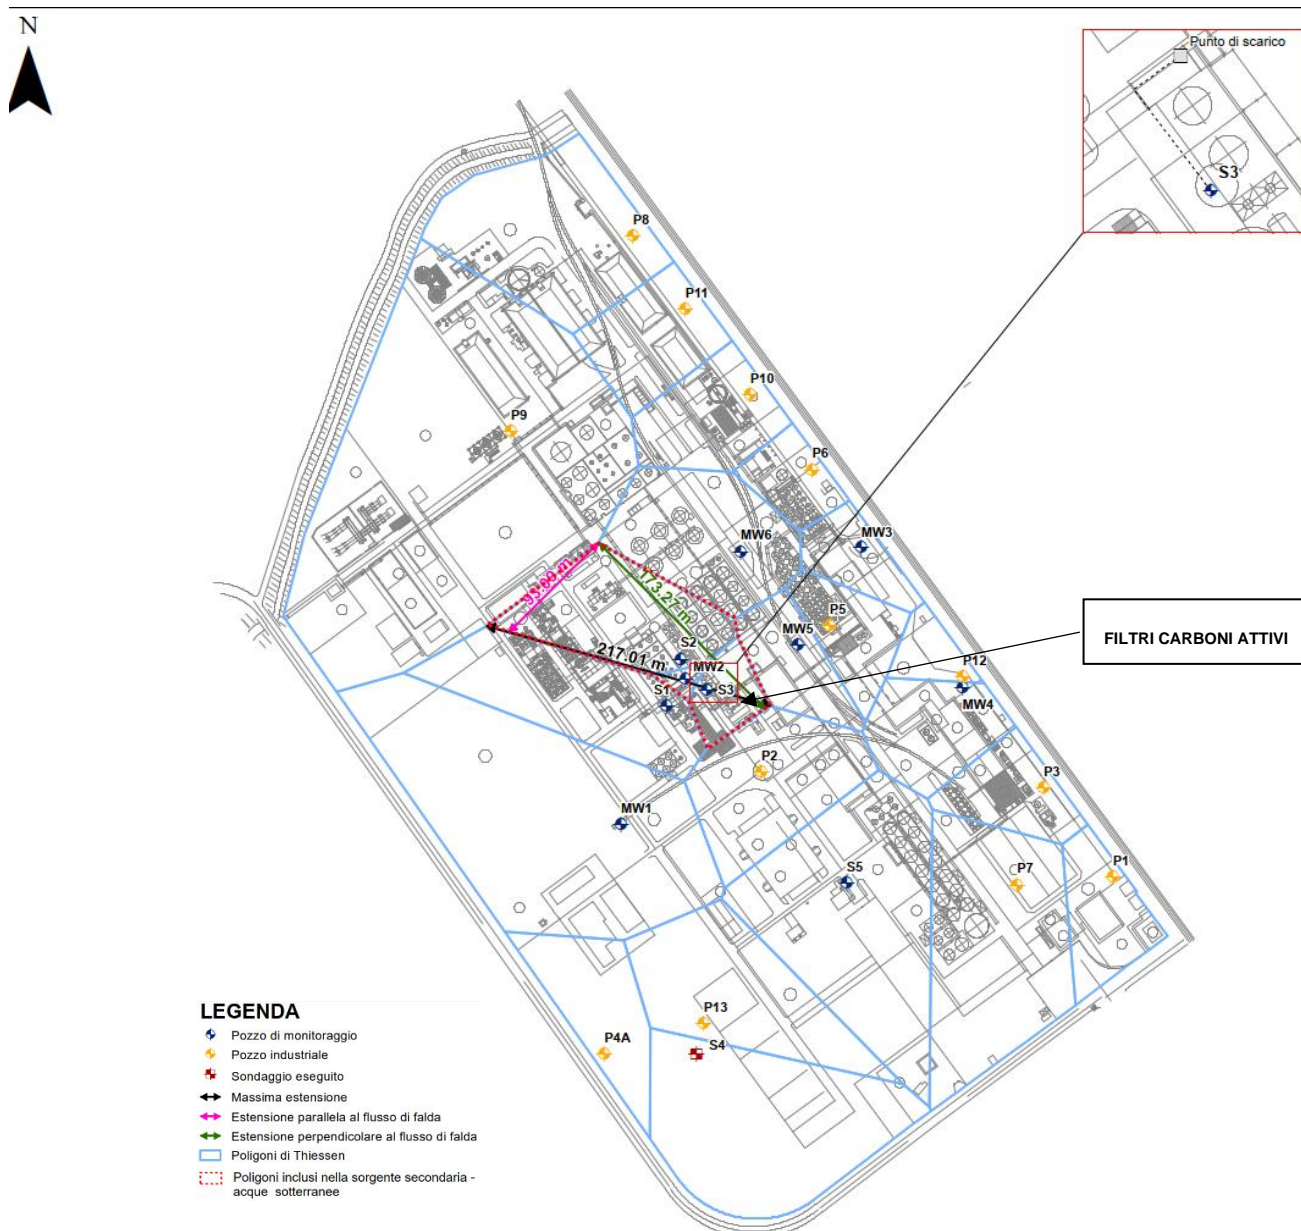 N
Punto di scarico
S3
P8
P11
P10
P9
P6
MW6
MW3
93.09 m
173.27 m
P5
MW5
S2
217.01 m
MW2
S3
S1
FILTRI CARBONI ATTIVI
P12
MW4
P2
P3
MW1
S5
P7
P1
P13
P4A
S4
LEGENDA
Pozzo di monitoraggio
Pozzo industriale
Sondaggio eseguito
Massima estensione
Estensione parallela al flusso di falda
Estensione perpendicolare al flusso di falda
Poligoni di Thiessen
Poligoni inclusi nella sorgente secondaria -
acque sotterranee